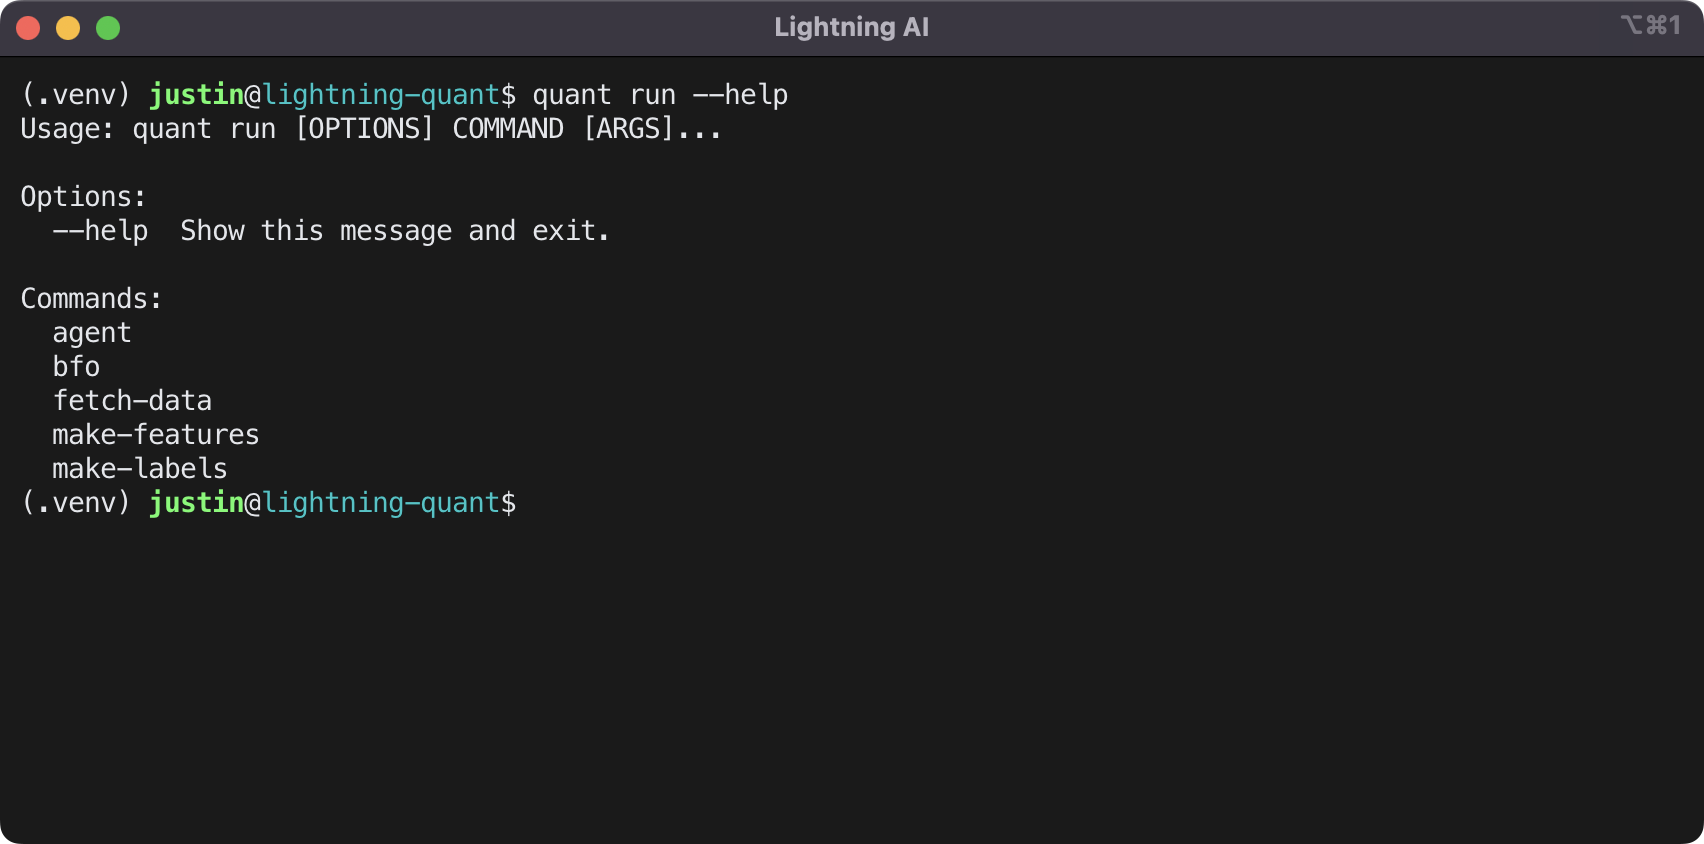 Lightning AI
⌥⌘1
(.venv) justin@lightning-quant$ quant run --help
Usage: quant run [OPTIONS] COMMAND [ARGS]...
Options:
  --help  Show this message and exit.
Commands:
  agent
  bfo
  fetch-data
  make-features
  make-labels
(.venv) justin@lightning-quant$